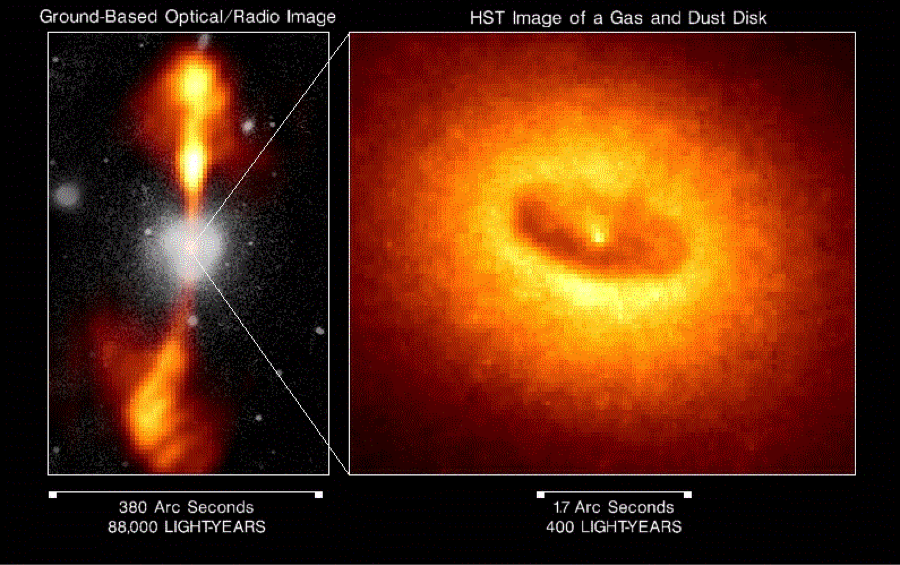 Ground-Based Optical/Radio Image
HST Image of a Gas and Dust Disk
380 Arc Seconds
88,000 LIGHT-YEARS
1.7 Arc Seconds
400 LIGHT-YEARS